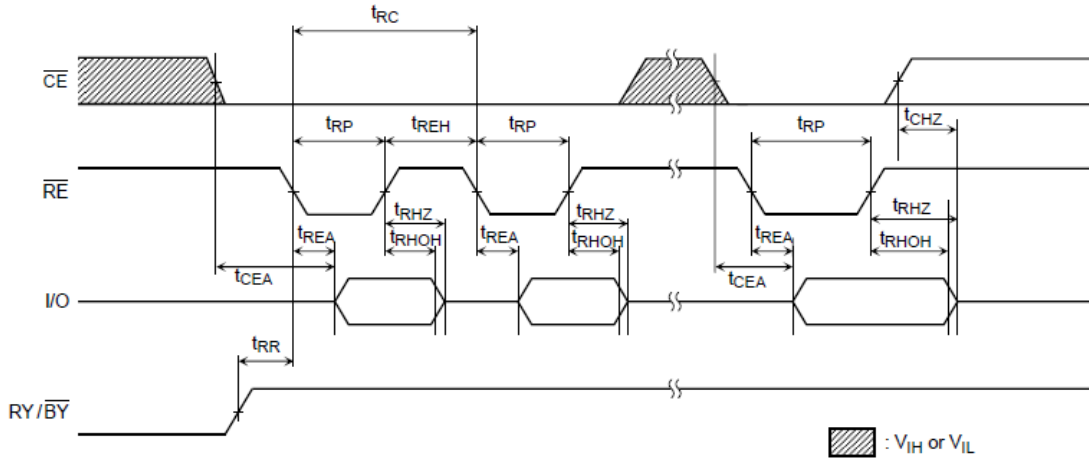 tRC
CE
tRP tREH tRP tRP tCHZ
RE
tREA tRHZ tREA tRHZ tREA tRHZ
tRHOH tRHOH tRHOH
tCEA tCEA
I/O
tRR
RY/BY
: VIH or VIL